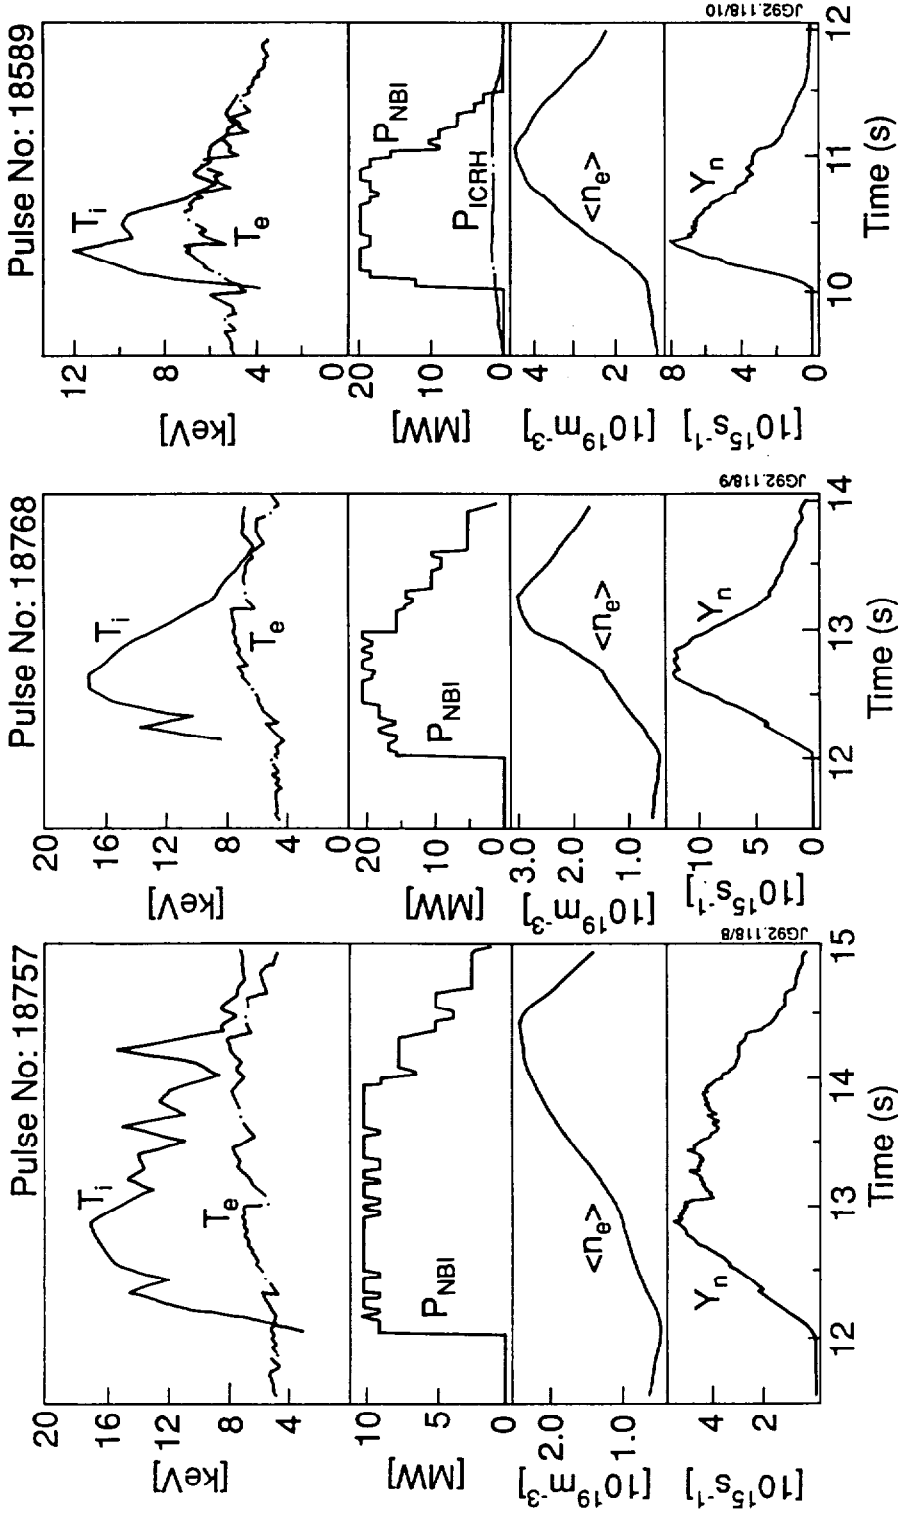 Pulse No: 18757
20
16
12
8
4
[keV]
T_i
T_e
10
5
0
[MW]
P_NBI
2.0
1.0
[10^19 m^-3]
<n_e>
4
2
[10^15 s^-1]
Y_n
12
13
14
15
Time (s)
JG92.118/8
Pulse No: 18768
20
16
12
8
4
0
[keV]
T_i
T_e
20
10
0
[MW]
P_NBI
3.0
2.0
1.0
[10^19 m^-3]
<n_e>
10
5
0
[10^15 s^-1]
Y_n
12
13
14
Time (s)
JG92.118/9
Pulse No: 18589
12
8
4
0
[keV]
T_i
T_e
20
10
0
[MW]
P_NBI
P_ICRH
4
2
[10^19 m^-3]
<n_e>
8
4
0
[10^15 s^-1]
Y_n
10
11
12
Time (s)
JG92.118/10